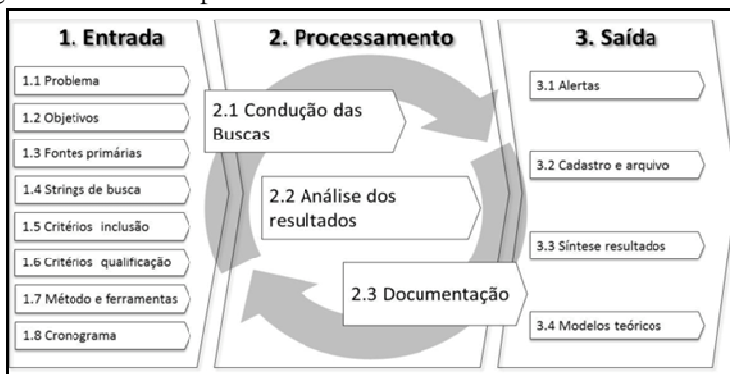 1. Entrada
1.1 Problema
1.2 Objetivos
1.3 Fontes primárias
1.4 Strings de busca
1.5 Critérios inclusão
1.6 Critérios qualificação
1.7 Método e ferramentas
1.8 Cronograma
2. Processamento
2.1 Condução das
Buscas
2.2 Análise dos
resultados
2.3 Documentação
3. Saída
3.1 Alertas
3.2 Cadastro e arquivo
3.3 Síntese resultados
3.4 Modelos teóricos